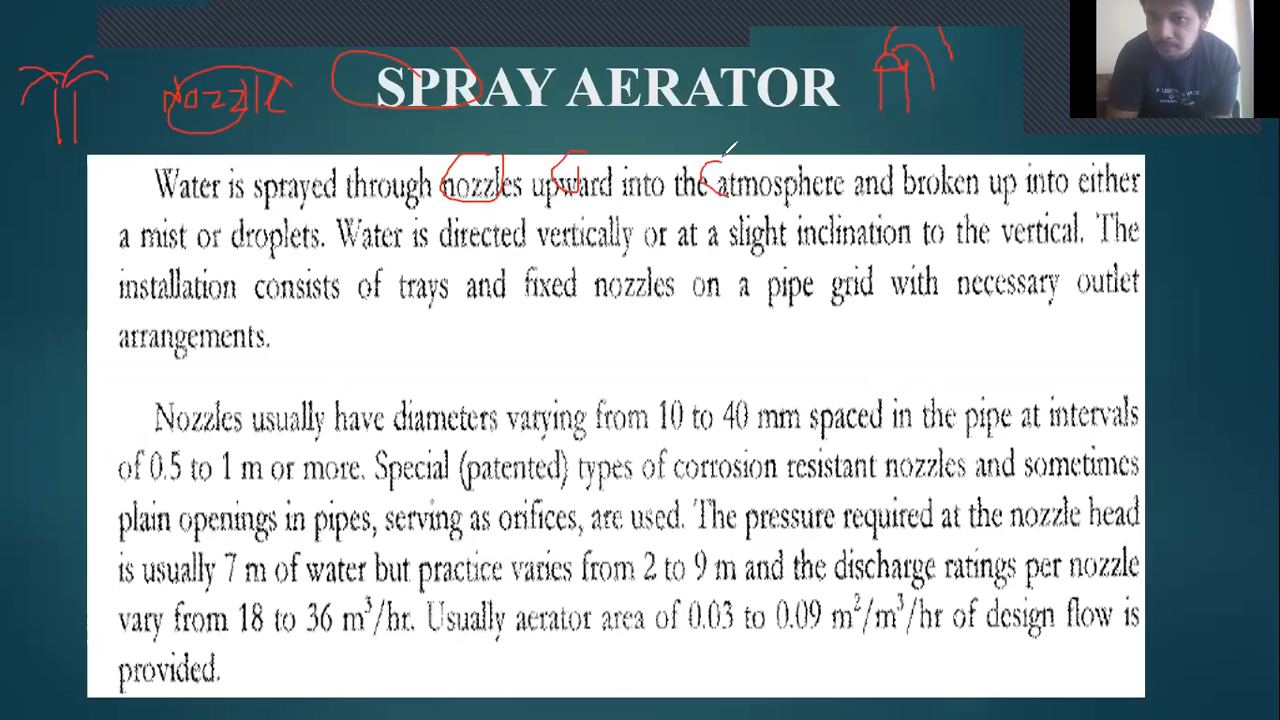 SPRAY AERATOR
Nozzle
Water is sprayed through nozzles upward into the atmosphere and broken up into either
a mist or droplets. Water is directed vertically or at a slight inclination to the vertical. The
installation consists of trays and fixed nozzles on a pipe grid with necessary outlet
arrangements.
Nozzles usually have diameters varying from 10 to 40 mm spaced in the pipe at intervals
of 0.5 to 1 m or more. Special (patented) types of corrosion resistant nozzles and sometimes
plain openings in pipes, serving as orifices, are used. The pressure required at the nozzle head
is usually 7 m of water but practice varies from 2 to 9 m and the discharge ratings per nozzle
vary from 18 to 36 m³/hr. Usually aerator area of 0.03 to 0.09 m²/m³/hr of design flow is
provided.